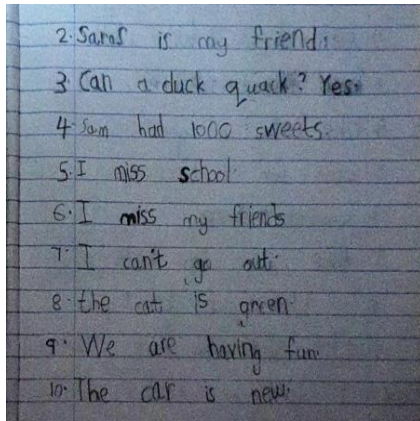 2. Saras is my friend.
3 Can a duck quack? Yes.
4. Sam had 1000 sweets.
5. I miss school.
6. I miss my friends
7. I can't go out.
8. the cat is green.
9. We are having fun.
10. The car is new.